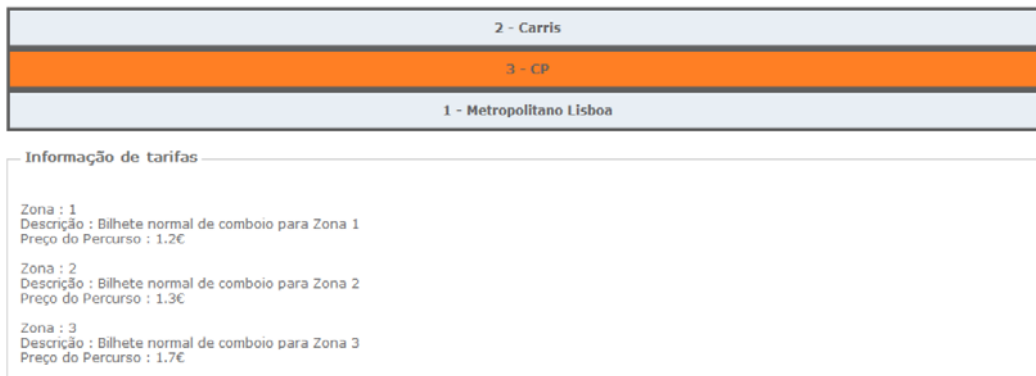 2 - Carris
3 - CP
1 - Metropolitano Lisboa
Informação de tarifas
Zona : 1
Descrição : Bilhete normal de comboio para Zona 1
Preço do Percurso : 1.2€
Zona : 2
Descrição : Bilhete normal de comboio para Zona 2
Preço do Percurso : 1.3€
Zona : 3
Descrição : Bilhete normal de comboio para Zona 3
Preço do Percurso : 1.7€